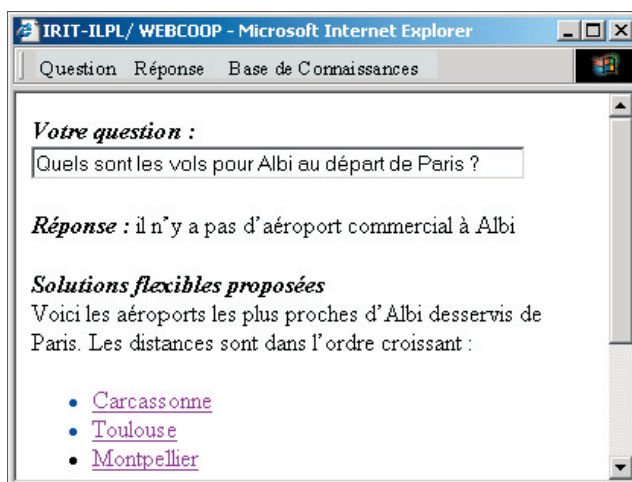 IRIT-ILPL/ WEBCOOP - Microsoft Internet Explorer
Question Réponse Base de Connaissances
Votre question :
Quels sont les vols pour Albi au départ de Paris ?
Réponse : il n'y a pas d'aéroport commercial à Albi
Solutions flexibles proposées
Voici les aéroports les plus proches d'Albi desservis de
Paris. Les distances sont dans l'ordre croissant :
Carcassonne
Toulouse
Montpellier